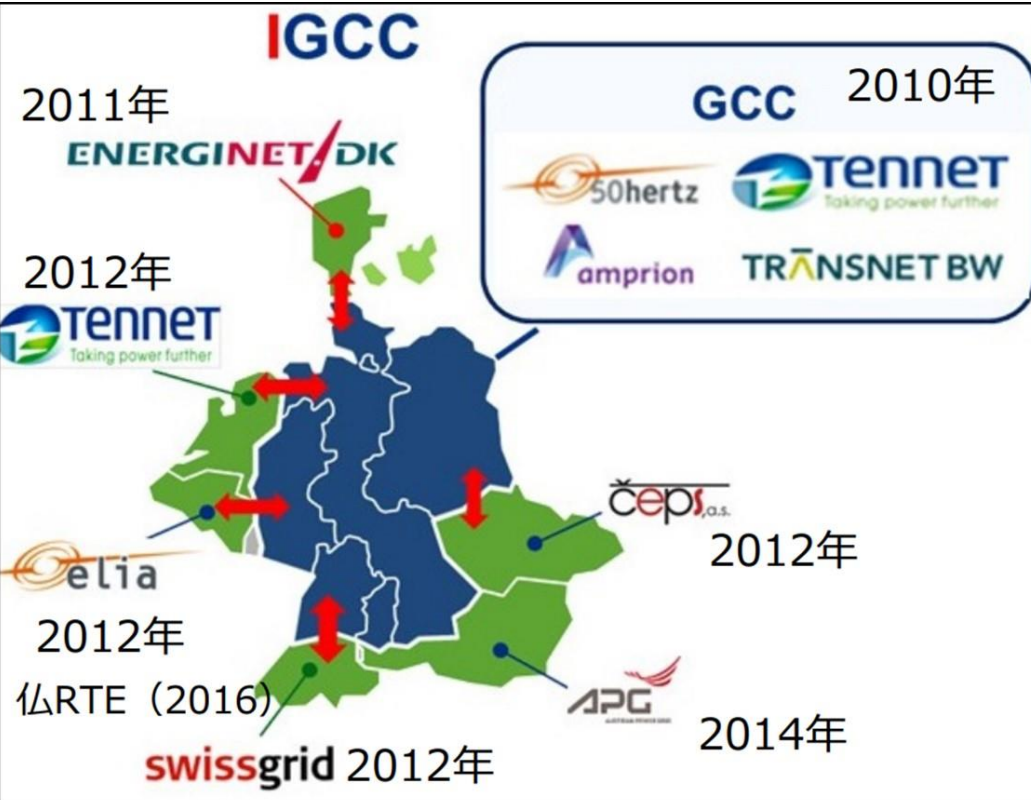 IGCC
2011年
ENERGINET/DK
GCC 2010年
50hertz
TENNET
Taking power further
amprion
TRANSNET BW
2012年
TENNET
Taking power further
čeps,a.s.
2012年
elia
2012年
仏RTE（2016）
APG
AUSTRIAN POWER GRID
2014年
swissgrid 2012年